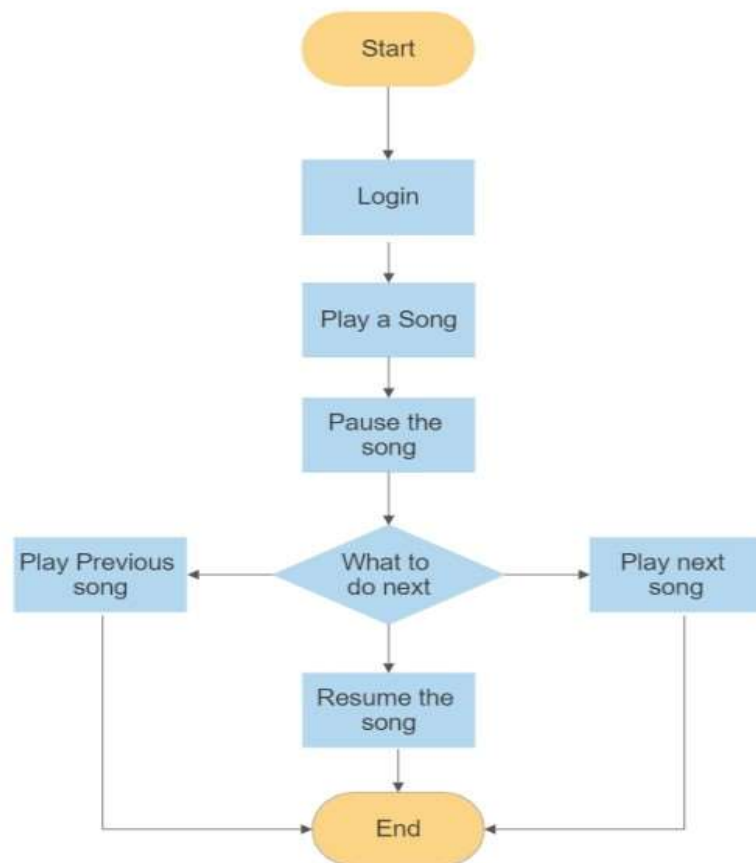 Start
Login
Play a Song
Pause the
song
Play Previous
song
What to
do next
Play next
song
Resume the
song
End